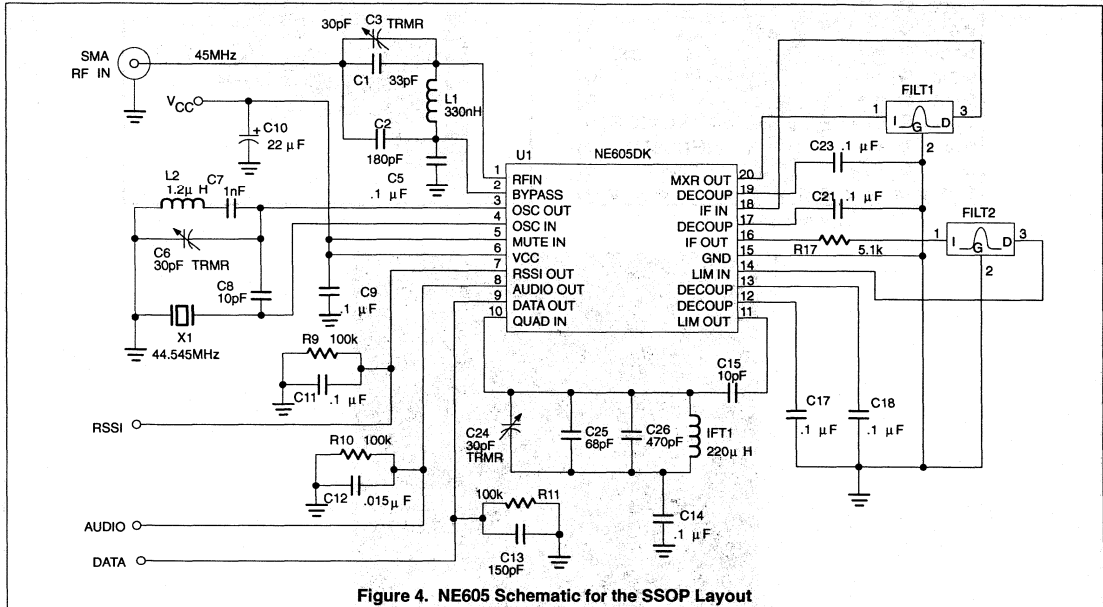 30pF C3 TRMR
SMA
RF IN
45MHz
C1 33pF
L1
330nH
VCC
C10
+
22 µF
C2
180pF
C5
.1 µF
L2
1.2µ H
C7
1nF
C6
30pF TRMR
C8
10pF
X1
44.545MHz
C9
.1 µF
U1 NE605DK
1 RFIN
2 BYPASS
3 OSC OUT
4 OSC IN
5 MUTE IN
6 VCC
7 RSSI OUT
8 AUDIO OUT
9 DATA OUT
10 QUAD IN
MXR OUT 20
DECOUP 19
IF IN 18
DECOUP 17
IF OUT 16
GND 15
LIM IN 14
DECOUP 13
DECOUP 12
LIM OUT 11
FILT1
1 I G D 3
2
C23 .1 µF
C21 .1 µF
FILT2
1 I G D 3
2
R17 5.1k
R9 100k
C11 .1 µF
RSSI
R10 100k
C12 .015µ F
AUDIO
DATA
100k R11
C13
150pF
C24
30pF
TRMR
C25
68pF
C26
470pF
IFT1
220µ H
C15
10pF
C14
.1 µF
C17
.1 µF
C18
.1 µF
Figure 4. NE605 Schematic for the SSOP Layout